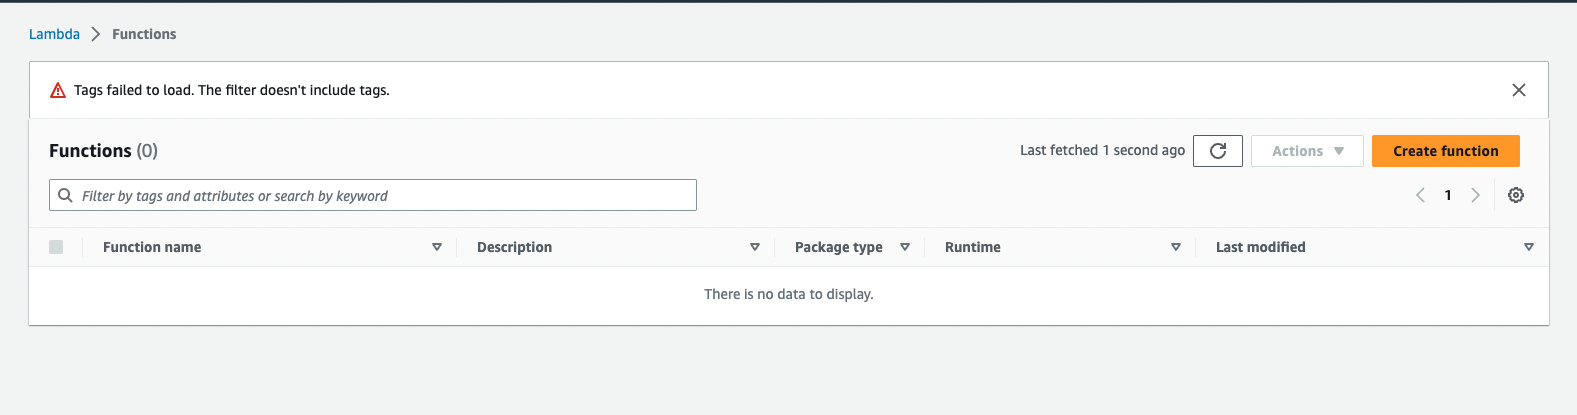 Lambda > Functions
Tags failed to load. The filter doesn't include tags.
Functions (0) Last fetched 1 second ago Actions Create function
Filter by tags and attributes or search by keyword 1
Function name Description Package type Runtime Last modified
There is no data to display.